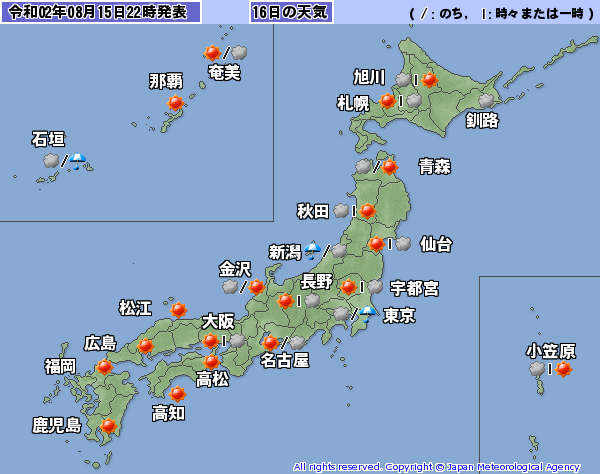 令和02年08月15日22時発表
16日の天気
( / : のち, I : 時々または一時 )
奄美
那覇
石垣
旭川
札幌
釧路
青森
秋田
仙台
新潟
金沢
長野
宇都宮
東京
松江
大阪
広島
名古屋
福岡
高松
高知
鹿児島
小笠原
All rights reserved. Copyright © Japan Meteorological Agency